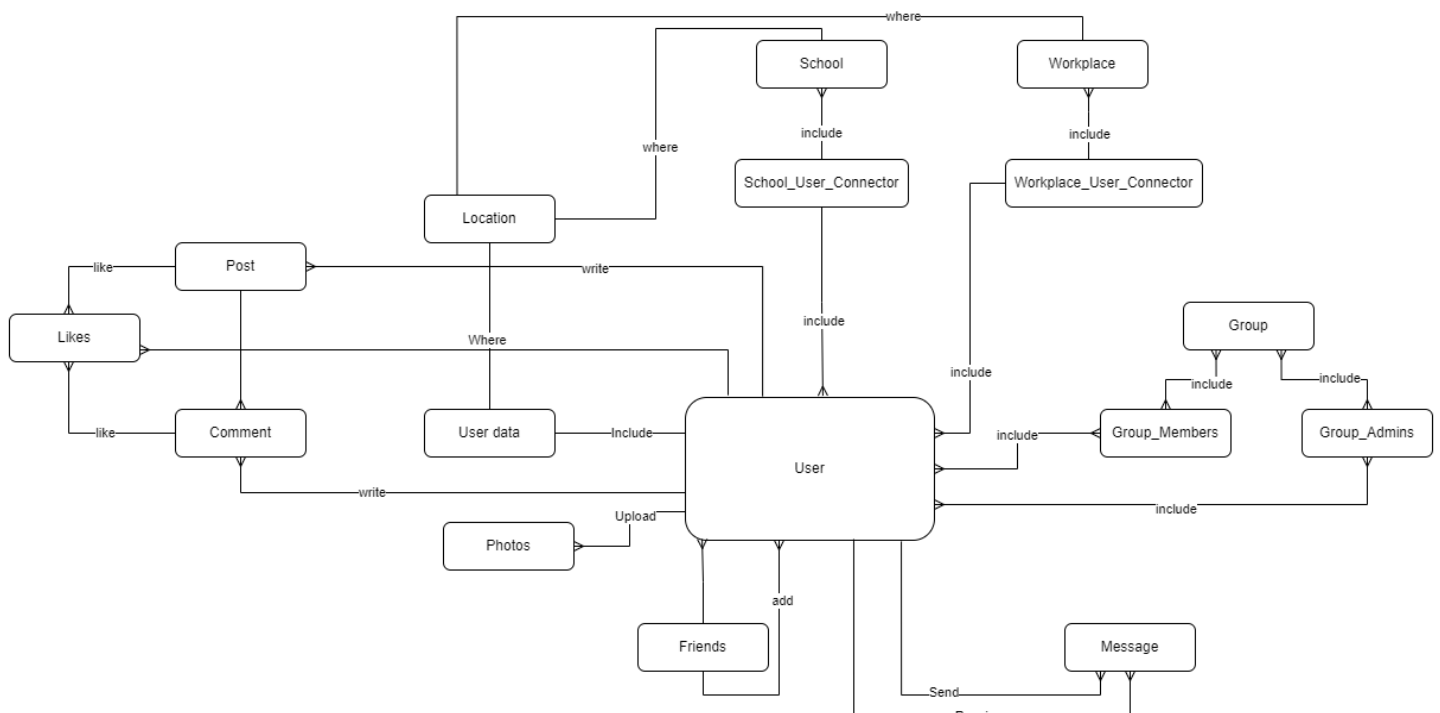 where
School
Workplace
include
include
where
School_User_Connector
Workplace_User_Connector
Location
Post
like
write
Group
include
Likes
Where
include
include
include
Comment
like
User data
Include
include
Group_Members
Group_Admins
User
write
include
Upload
Photos
add
Friends
Message
Send